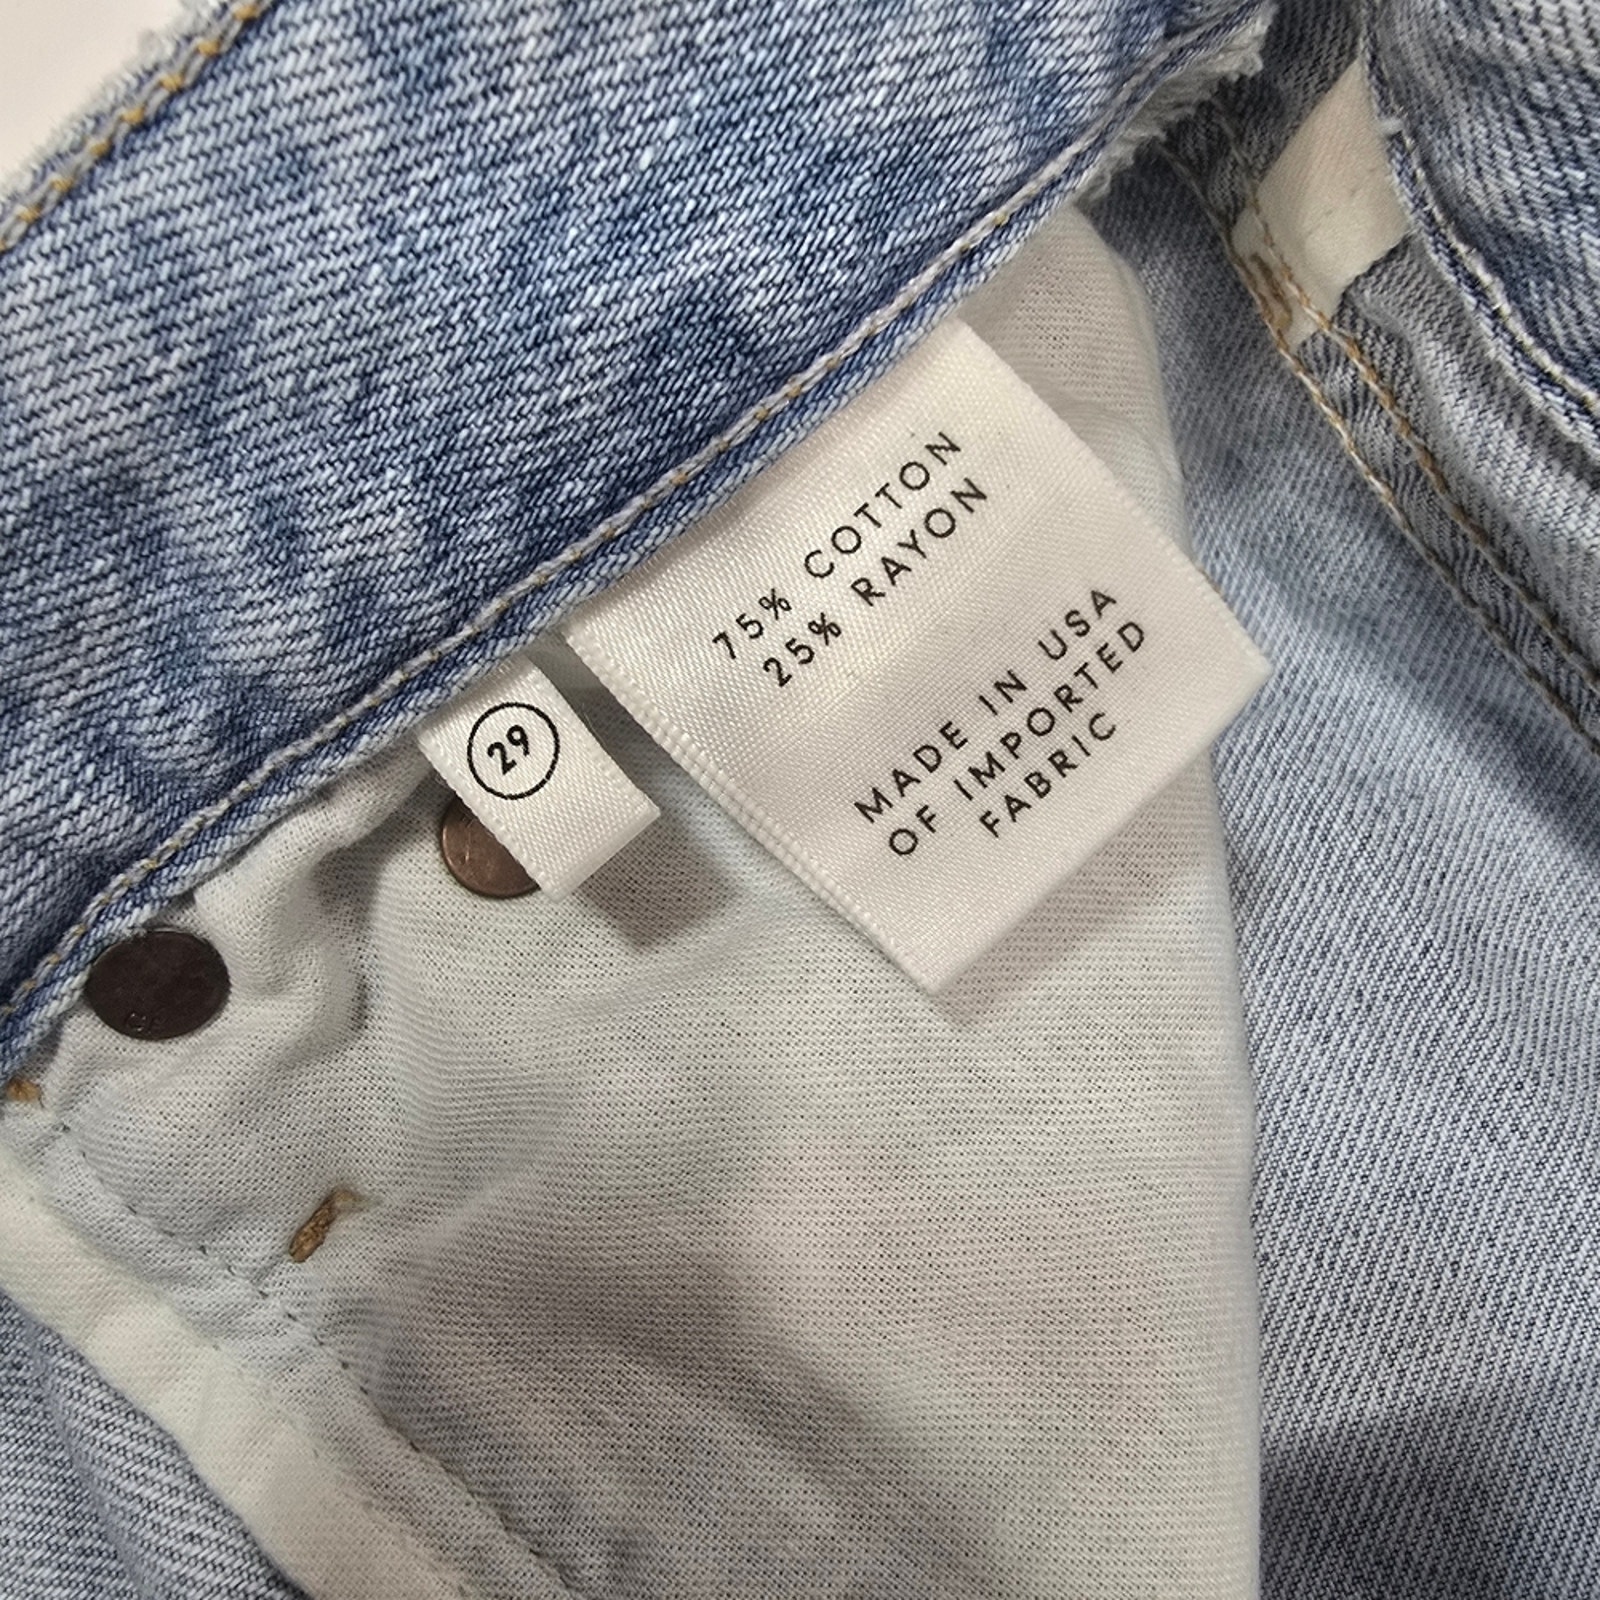 75% COTTON
25% RAYON
MADE IN USA
OF IMPORTED
FABRIC
29